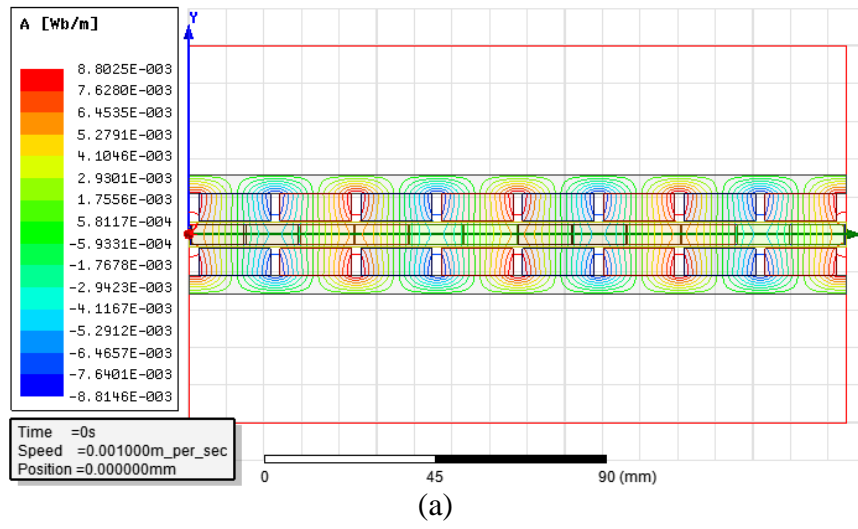 A [Wb/m]
8.8025E-003
7.6280E-003
6.4535E-003
5.2791E-003
4.1046E-003
2.9301E-003
1.7556E-003
5.8117E-004
-5.9331E-004
-1.7678E-003
-2.9423E-003
-4.1167E-003
-5.2912E-003
-6.4657E-003
-7.6401E-003
-8.8146E-003
Y
Time =0s
Speed =0.001000m_per_sec
Position =0.000000mm
0 45 90 (mm)
(a)